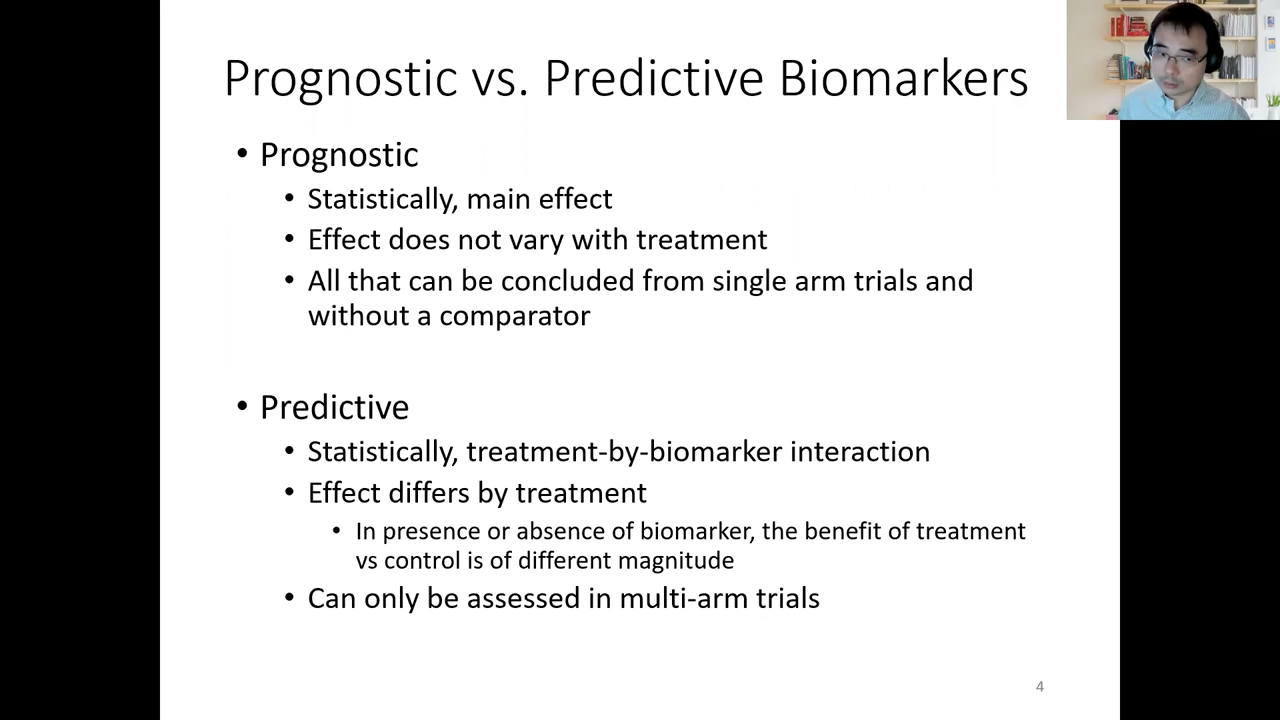 Prognostic vs. Predictive Biomarkers
• Prognostic
• Statistically, main effect
• Effect does not vary with treatment
• All that can be concluded from single arm trials and
without a comparator
• Predictive
• Statistically, treatment-by-biomarker interaction
• Effect differs by treatment
• In presence or absence of biomarker, the benefit of treatment
vs control is of different magnitude
• Can only be assessed in multi-arm trials
4